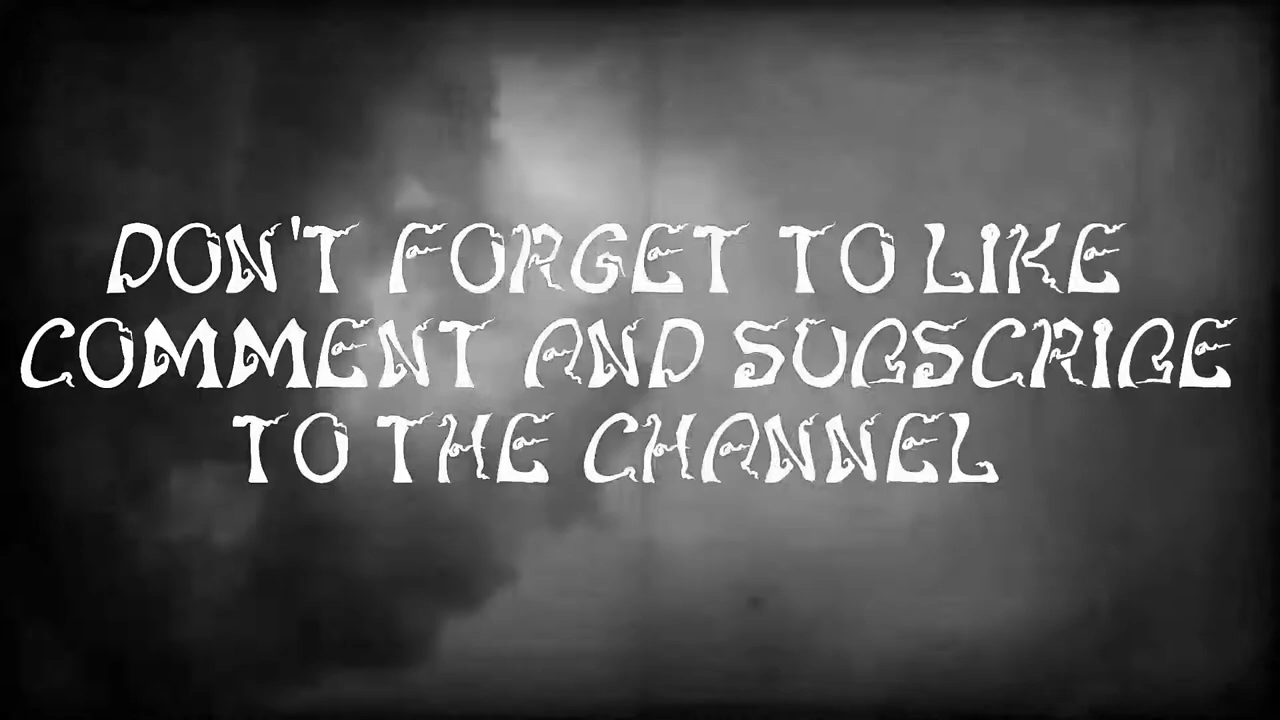 DON'T FORGET TO LIKE
COMMENT AND SUBSCRIBE
TO THE CHANNEL